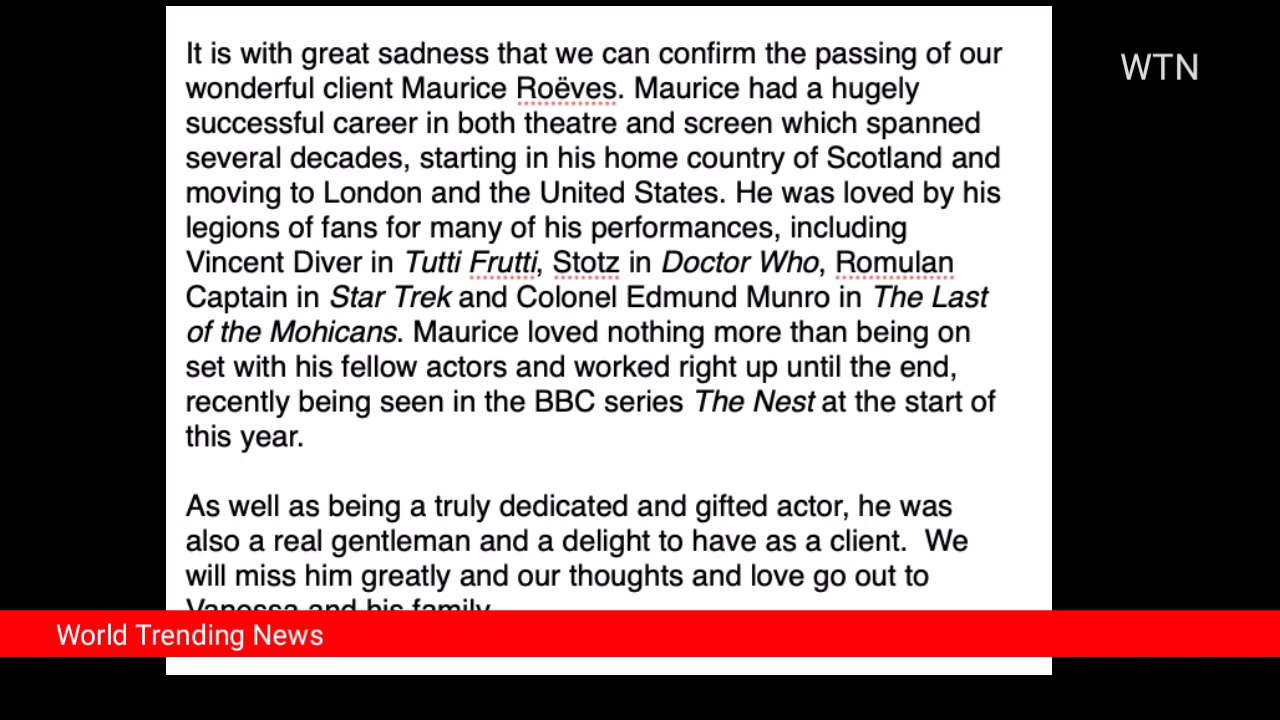 It is with great sadness that we can confirm the passing of our
wonderful client Maurice Roëves. Maurice had a hugely
successful career in both theatre and screen which spanned
several decades, starting in his home country of Scotland and
moving to London and the United States. He was loved by his
legions of fans for many of his performances, including
Vincent Diver in Tutti Frutti, Stotz in Doctor Who, Romulan
Captain in Star Trek and Colonel Edmund Munro in The Last
of the Mohicans. Maurice loved nothing more than being on
set with his fellow actors and worked right up until the end,
recently being seen in the BBC series The Nest at the start of
this year.
As well as being a truly dedicated and gifted actor, he was
also a real gentleman and a delight to have as a client.  We
will miss him greatly and our thoughts and love go out to
Vanessa and his family.
WTN
World Trending News